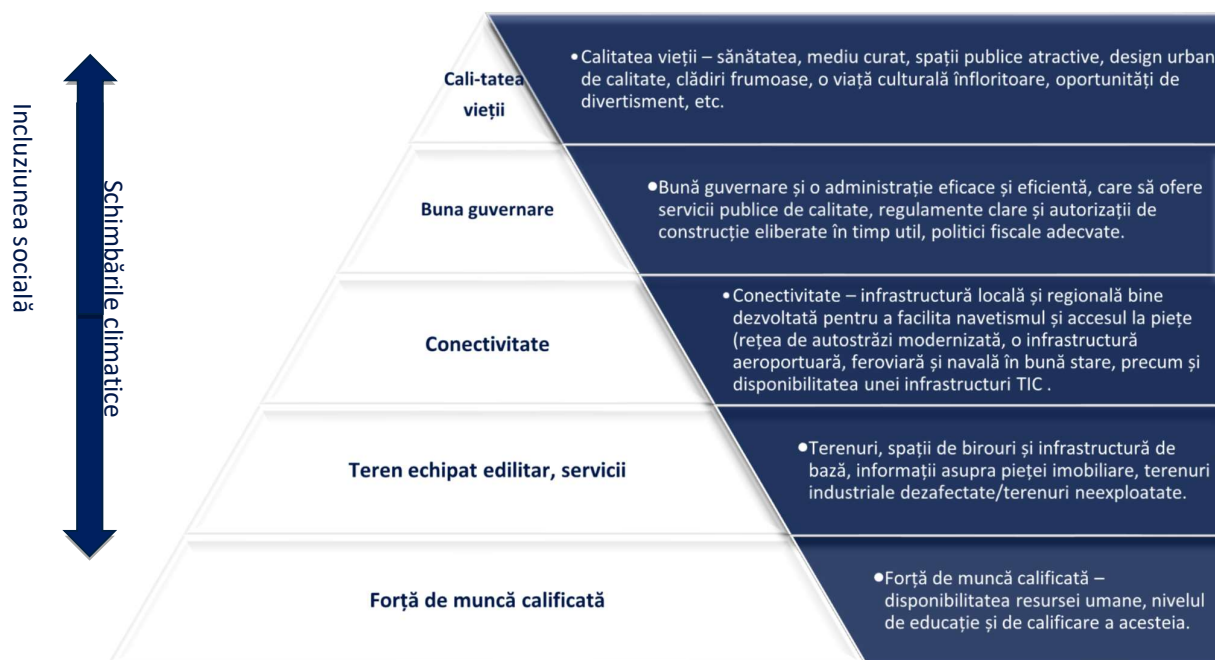 Incluziunea socială
Schimbările climatice
Cali-tatea
vieții
• Calitatea vieții – sănătatea, mediu curat, spații publice atractive, design urban
de calitate, clădiri frumoase, o viață culturală înfloritoare, oportunități de
divertisment, etc.
Buna guvernare
•Bună guvernare și o administrație eficace și eficientă, care să ofere
servicii publice de calitate, regulamente clare și autorizații de
construcție eliberate în timp util, politici fiscale adecvate.
Conectivitate
• Conectivitate – infrastructură locală și regională bine
dezvoltată pentru a facilita navetismul și accesul la piețe
(rețea de autostrăzi modernizată, o infrastructură
aeroportuară, feroviară și navală în bună stare, precum și
disponibilitatea unei infrastructuri TIC .
Teren echipat edilitar, servicii
•Terenuri, spații de birouri și infrastructură de
bază, informații asupra pieței imobiliare, terenuri
industriale dezafectate/terenuri neexploatate.
Forță de muncă calificată
•Forță de muncă calificată –
disponibilitatea resursei umane, nivelul
de educație și de calificare a acesteia.